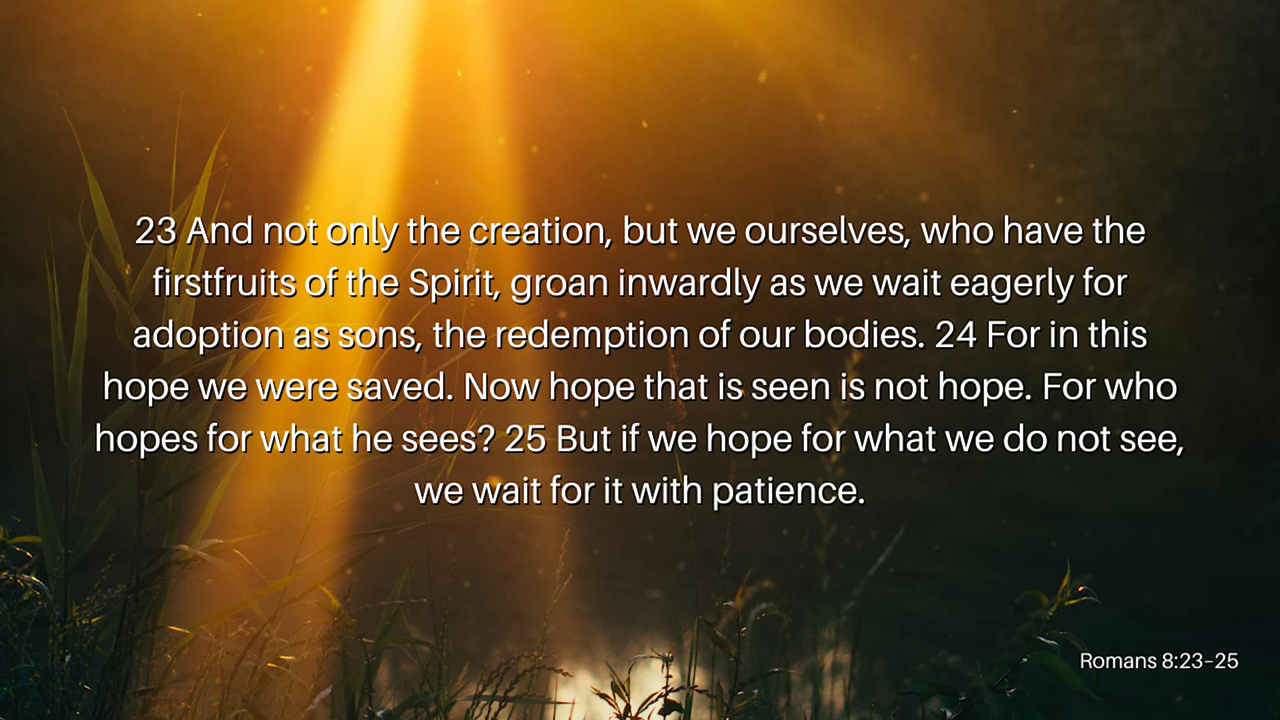 23 And not only the creation, but we ourselves, who have the
firstfruits of the Spirit, groan inwardly as we wait eagerly for
adoption as sons, the redemption of our bodies. 24 For in this
hope we were saved. Now hope that is seen is not hope. For who
hopes for what he sees? 25 But if we hope for what we do not see,
we wait for it with patience.
Romans 8:23–25